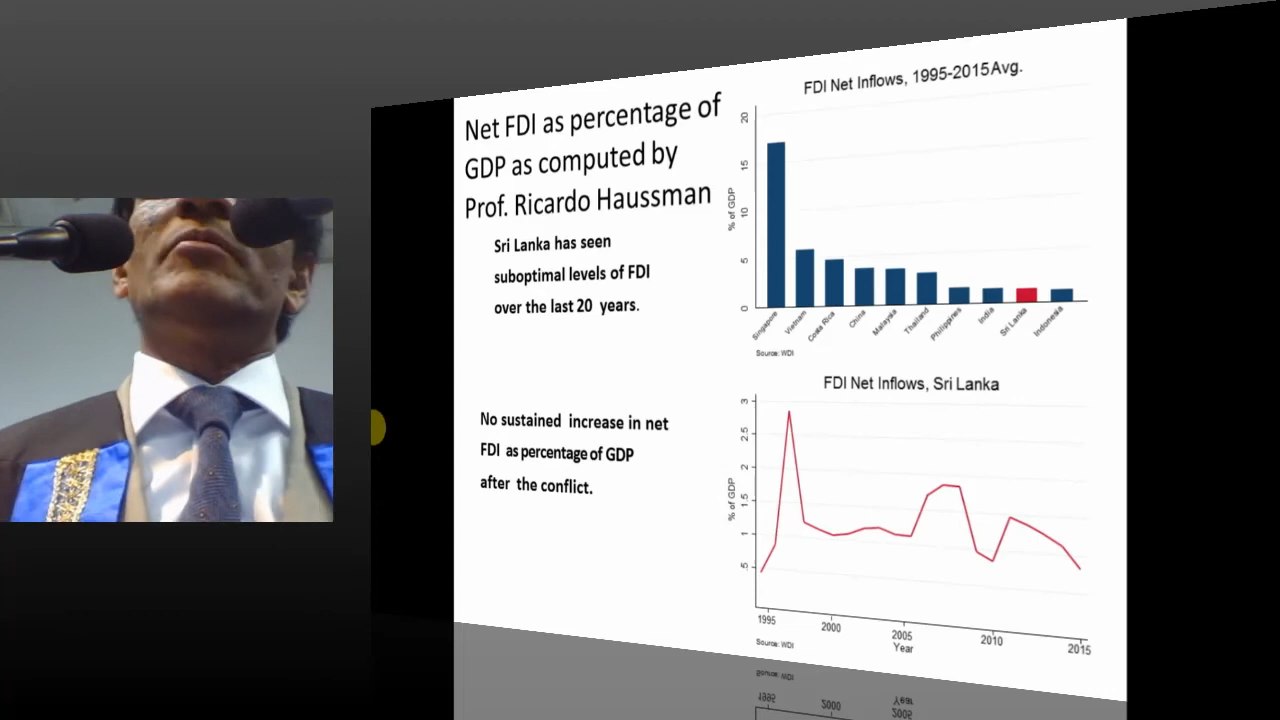 Net FDI as percentage of
GDP as computed by
Prof. Ricardo Haussman
Sri Lanka has seen
suboptimal levels of FDI
over the last 20 years.
No sustained increase in net
FDI as percentage of GDP
after the conflict.
FDI Net Inflows, 1995-2015Avg.
% of GDP
20
15
10
5
0
Singapore
Vietnam
Costa Rica
China
Malaysia
Thailand
Philippines
India
Sri Lanka
Indonesia
Source: WDI
FDI Net Inflows, Sri Lanka
% of GDP
3
2.5
2
1.5
1
.5
1995
2000
2005
2010
2015
Year
Source: WDI